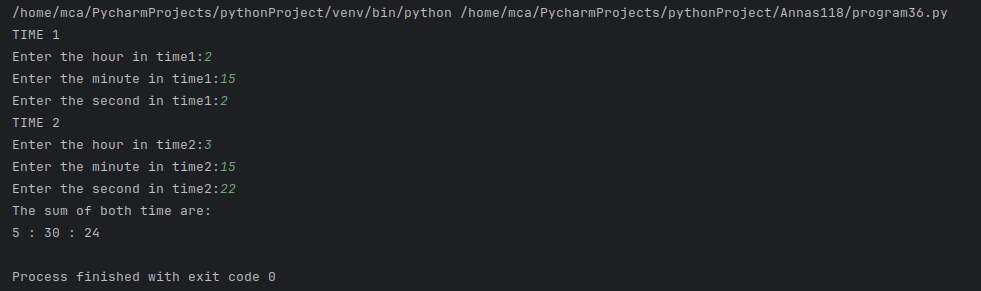 /home/mca/PycharmProjects/pythonProject/venv/bin/python /home/mca/PycharmProjects/pythonProject/Annas118/program36.py
TIME 1
Enter the hour in time1:2
Enter the minute in time1:15
Enter the second in time1:2
TIME 2
Enter the hour in time2:3
Enter the minute in time2:15
Enter the second in time2:22
The sum of both time are:
5 : 30 : 24
Process finished with exit code 0